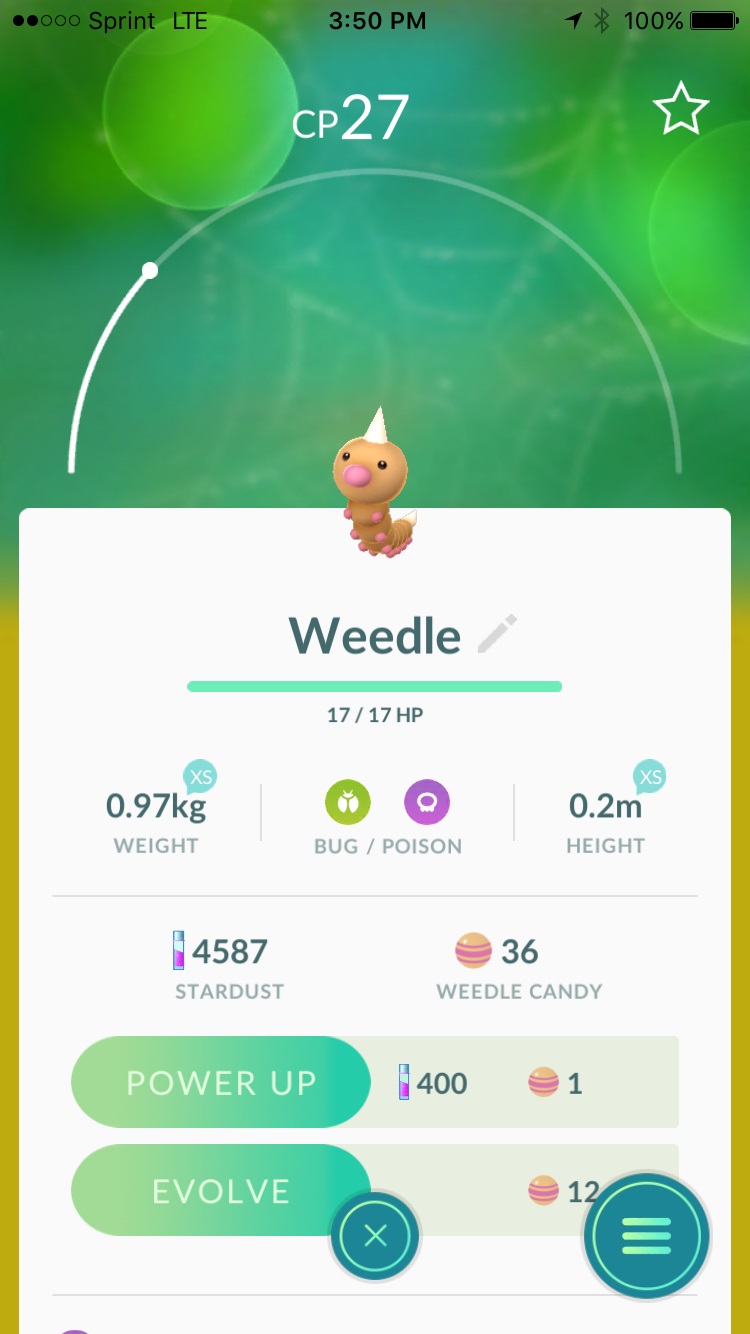 Sprint LTE 3:50 PM 100%
CP27
Weedle
17 / 17 HP
XS XS
0.97kg 0.2m
WEIGHT BUG / POISON HEIGHT
4587 36
STARDUST WEEDLE CANDY
POWER UP 400 1
EVOLVE 12